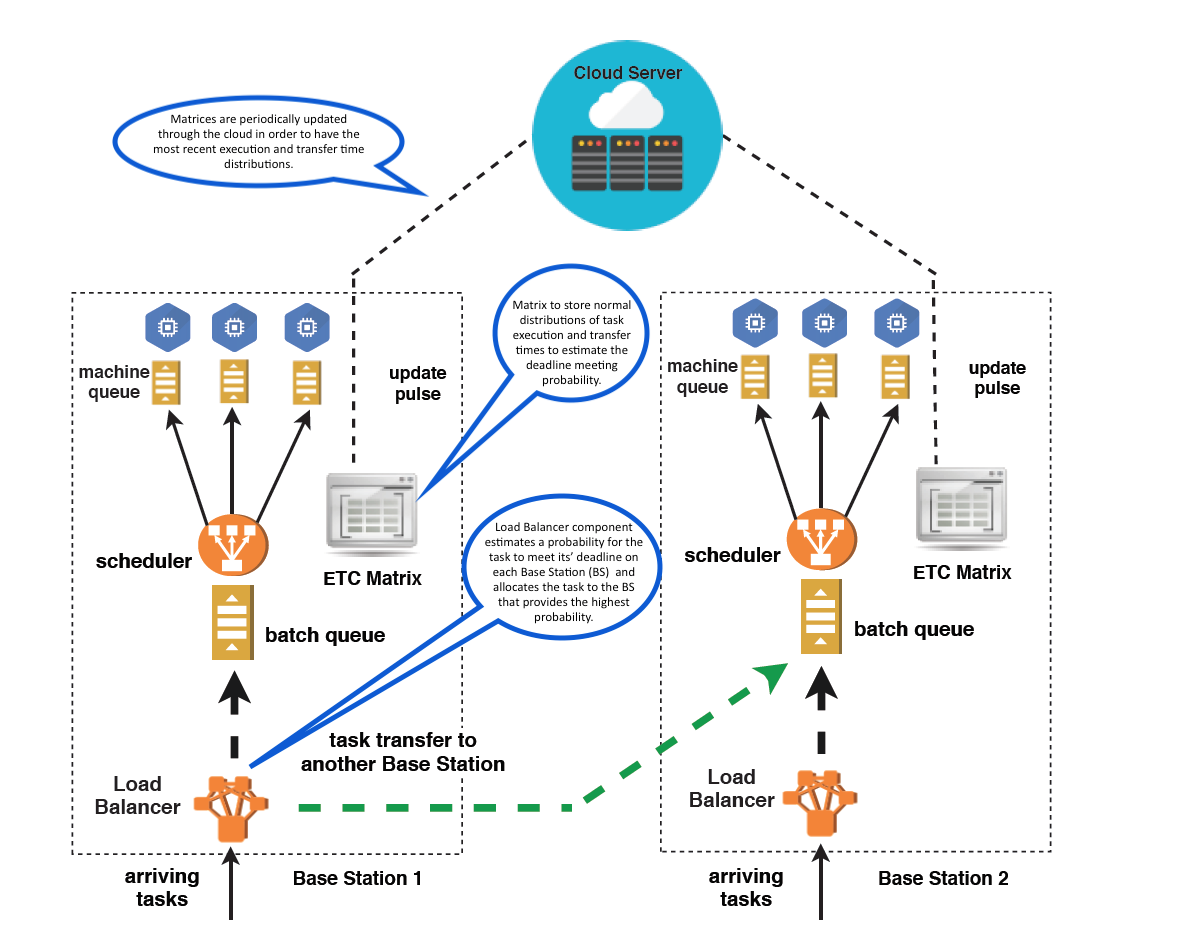 Cloud Server
Matrices are periodically updated
through the cloud in order to have the
most recent execution and transfer time
distributions.
Matrix to store normal
distributions of task
execution and transfer
times to estimate the
deadline meeting
probability.
machine
queue
update
pulse
scheduler
ETC Matrix
batch queue
Load Balancer component
estimates a probability for the
task to meet its' deadline on
each Base Station (BS) and
allocates the task to the BS
that provides the highest
probability.
task transfer to
another Base Station
Load
Balancer
arriving
tasks
Base Station 1
machine
queue
update
pulse
scheduler
ETC Matrix
batch queue
Load
Balancer
arriving
tasks
Base Station 2